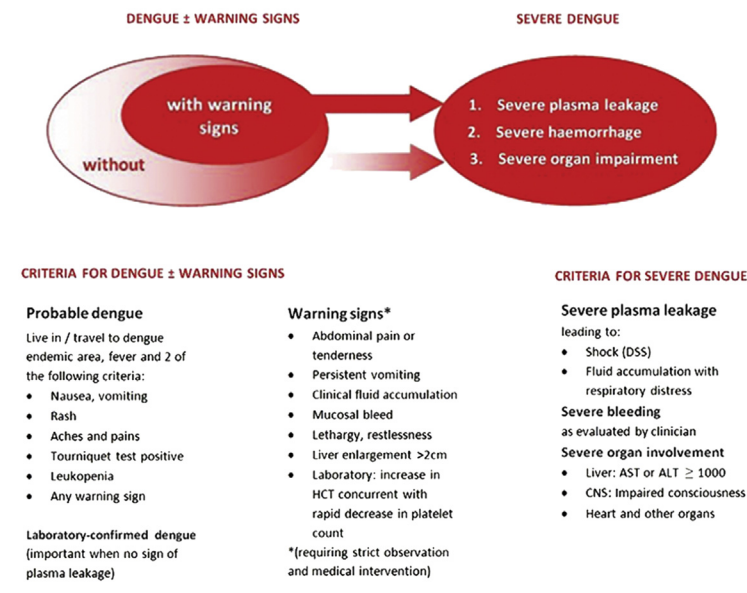 DENGUE ± WARNING SIGNS
SEVERE DENGUE
with warning
signs
without
1. Severe plasma leakage
2. Severe haemorrhage
3. Severe organ impairment
CRITERIA FOR DENGUE ± WARNING SIGNS
CRITERIA FOR SEVERE DENGUE
Probable dengue
Live in / travel to dengue
endemic area, fever and 2 of
the following criteria:
• Nausea, vomiting
• Rash
• Aches and pains
• Tourniquet test positive
• Leukopenia
• Any warning sign
Laboratory-confirmed dengue
(important when no sign of
plasma leakage)
Warning signs*
• Abdominal pain or
tenderness
• Persistent vomiting
• Clinical fluid accumulation
• Mucosal bleed
• Lethargy, restlessness
• Liver enlargement >2cm
• Laboratory: increase in
HCT concurrent with
rapid decrease in platelet
count
*(requiring strict observation
and medical intervention)
Severe plasma leakage
leading to:
• Shock (DSS)
• Fluid accumulation with
respiratory distress
Severe bleeding
as evaluated by clinician
Severe organ involvement
• Liver: AST or ALT ≥ 1000
• CNS: Impaired consciousness
• Heart and other organs